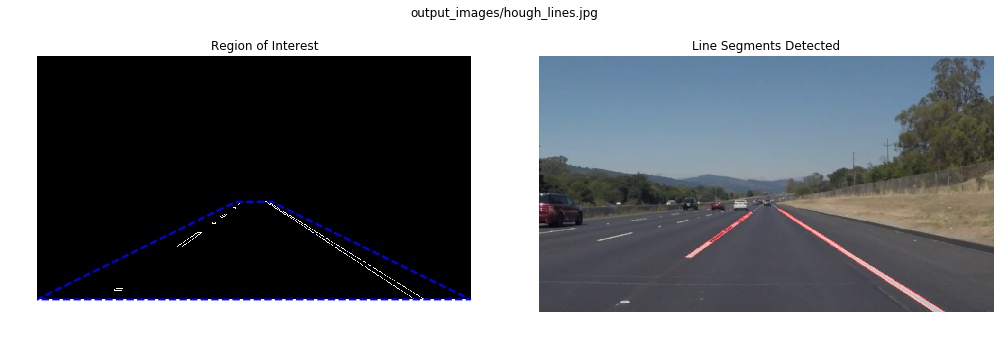 output_images/hough_lines.jpg
Region of Interest
Line Segments Detected